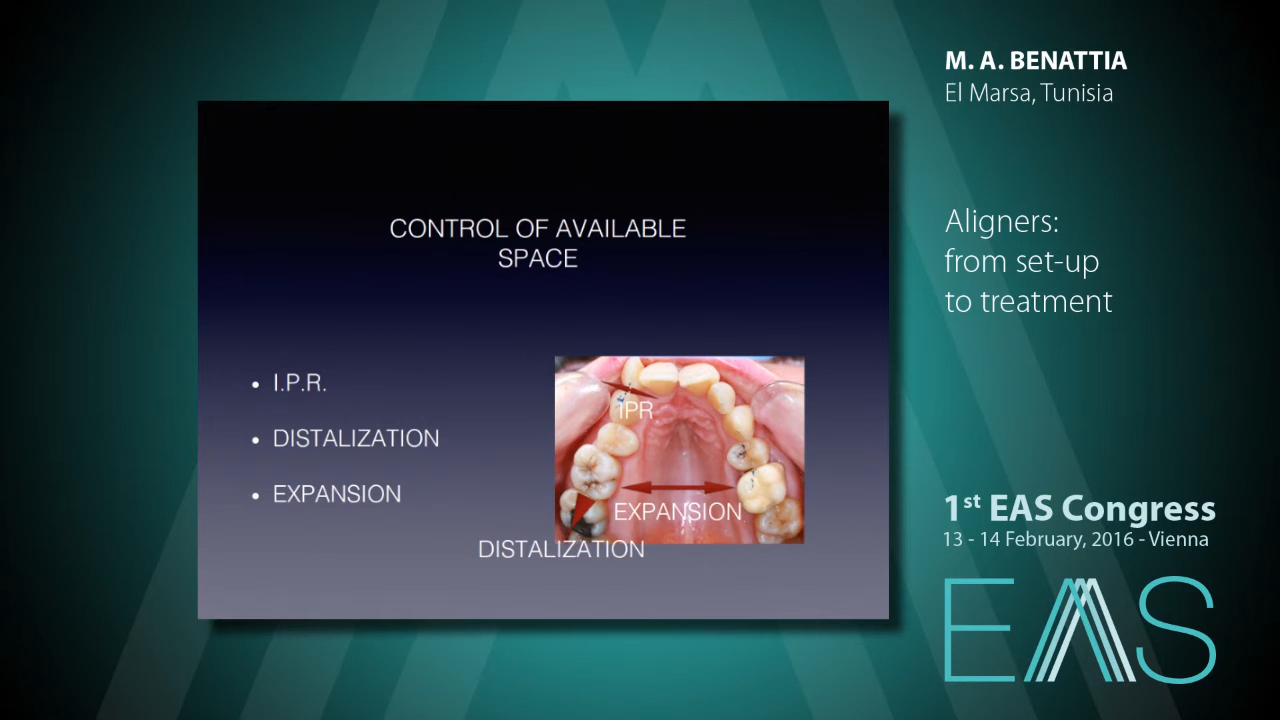 M. A. BENATTIA
El Marsa, Tunisia
CONTROL OF AVAILABLE
SPACE
• I.P.R.
• DISTALIZATION
• EXPANSION
IPR
EXPANSION
DISTALIZATION
Aligners:
from set-up
to treatment
1st EAS Congress
13 - 14 February, 2016 - Vienna
EAS